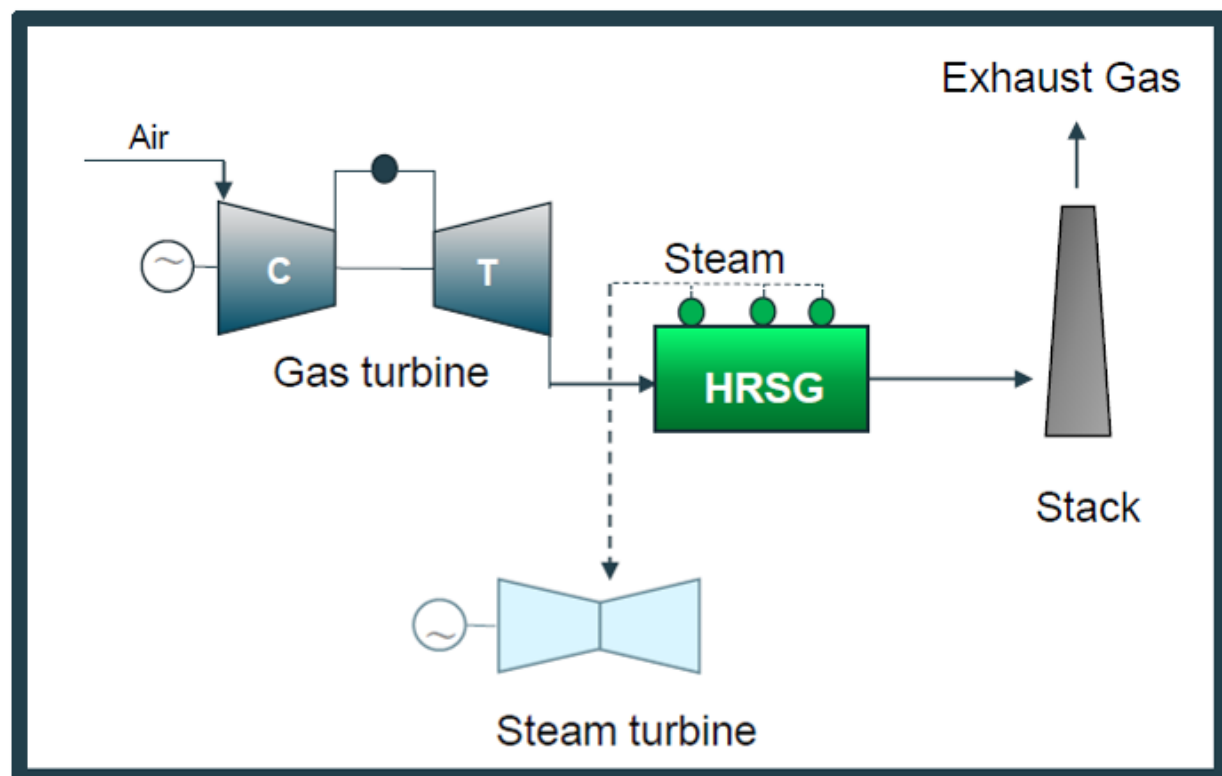 Exhaust Gas
Air
Steam
C
T
Gas turbine
HRSG
Stack
Steam turbine